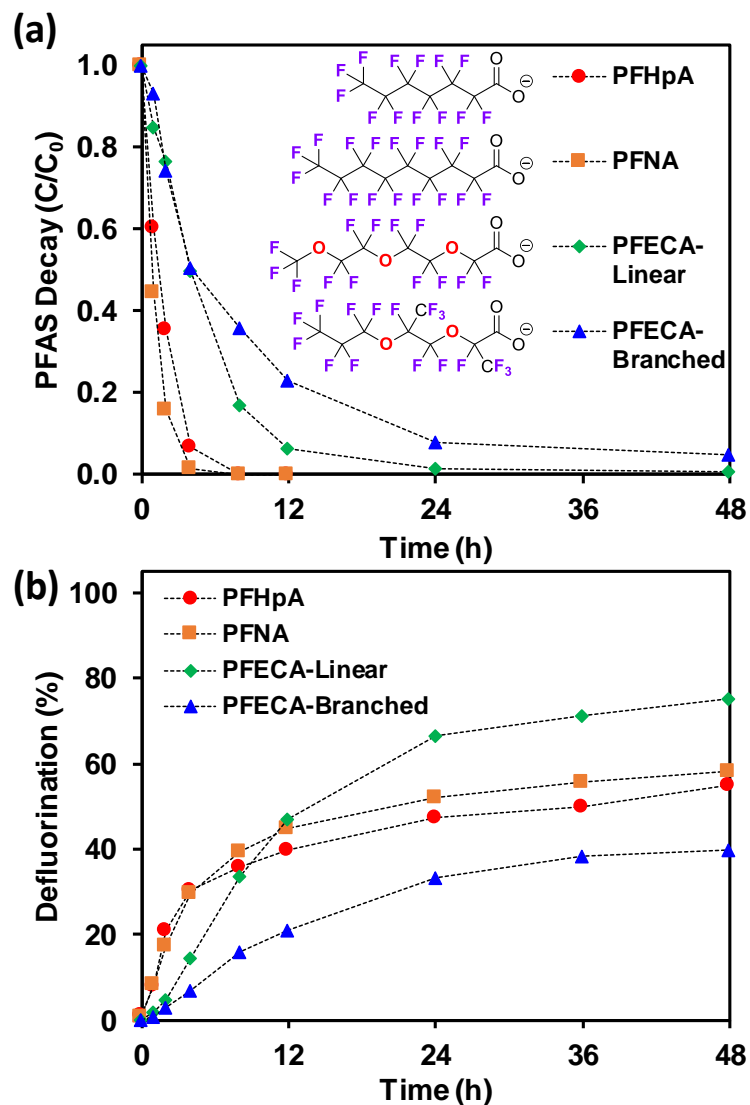 (a)
PFAS Decay (C/C0)
1.0
0.8
0.6
0.4
0.2
0.0
0 12 24 36 48
Time (h)
PFHpA
PFNA
PFECA-
Linear
PFECA-
Branched
F F F F F O
F O ⊖
F F F F F F F
F F F F F F F O
F O ⊖
F F F F F F F F F
F F F F O
O O O O ⊖
F F F F F F F F F
F F F F CF3 O
F O O O ⊖
F F F F F F CF3
(b)
Defluorination (%)
100
80
60
40
20
0
0 12 24 36 48
Time (h)
PFHpA
PFNA
PFECA-Linear
PFECA-Branched